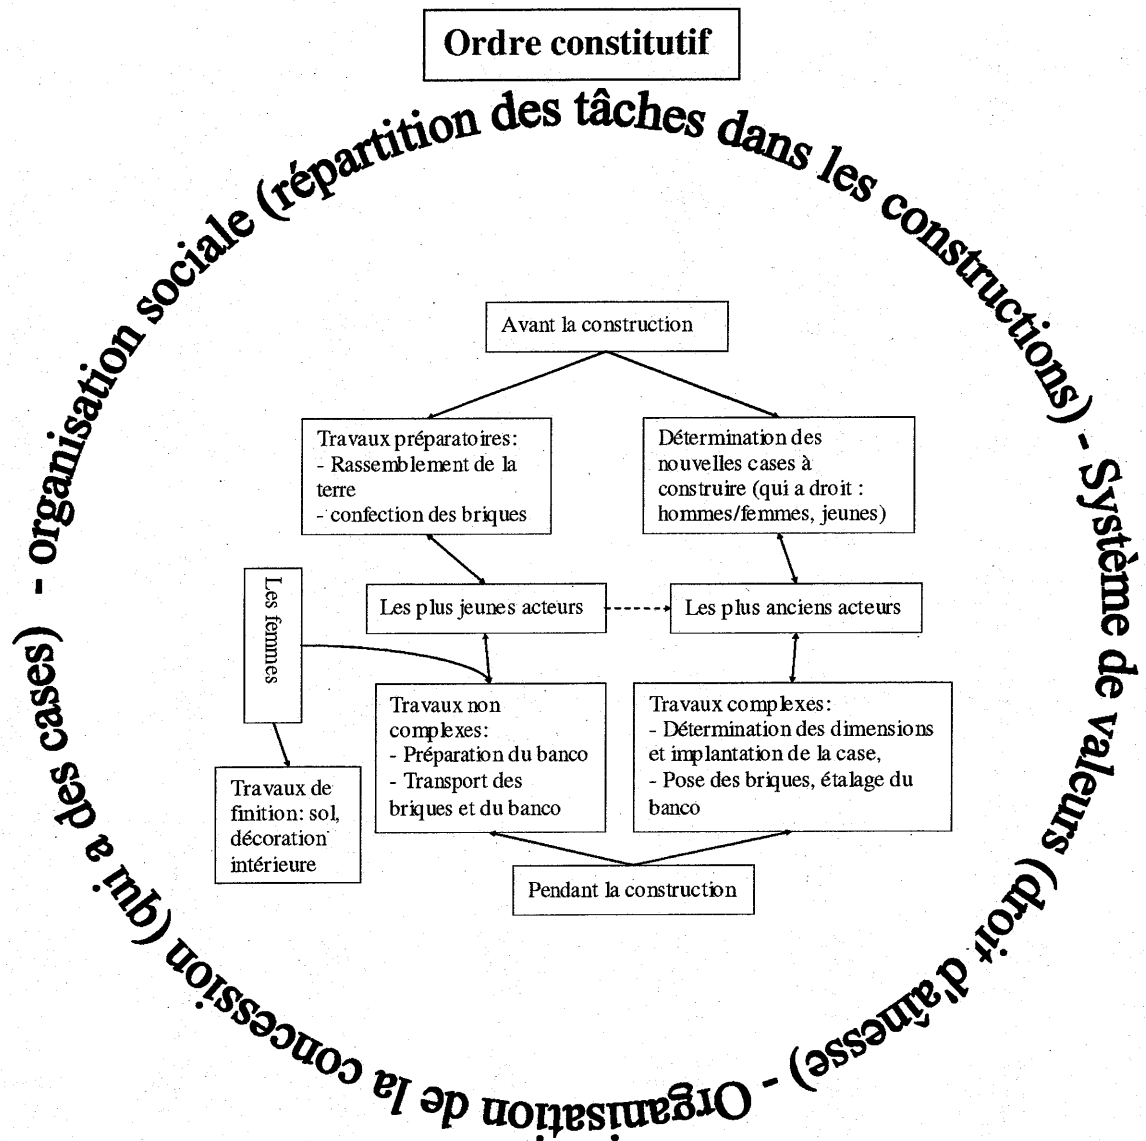 Ordre constitutif
- organisation sociale (répartition des tâches dans les constructions) - Système de valeurs (droit d'aînesse) - Organisation de la concession (qui a des cases)
Avant la construction
Travaux préparatoires:
- Rassemblement de la
terre
- confection des briques
Détermination des
nouvelles cases à
construire (qui a droit :
hommes/femmes, jeunes)
Les femmes
Les plus jeunes acteurs
Les plus anciens acteurs
Travaux non
complexes:
- Préparation du banco
- Transport des
briques et du banco
Travaux complexes:
- Détermination des dimensions
et implantation de la case,
- Pose des briques, étalage du
banco
Travaux de
finition: sol,
décoration
intérieure
Pendant la construction